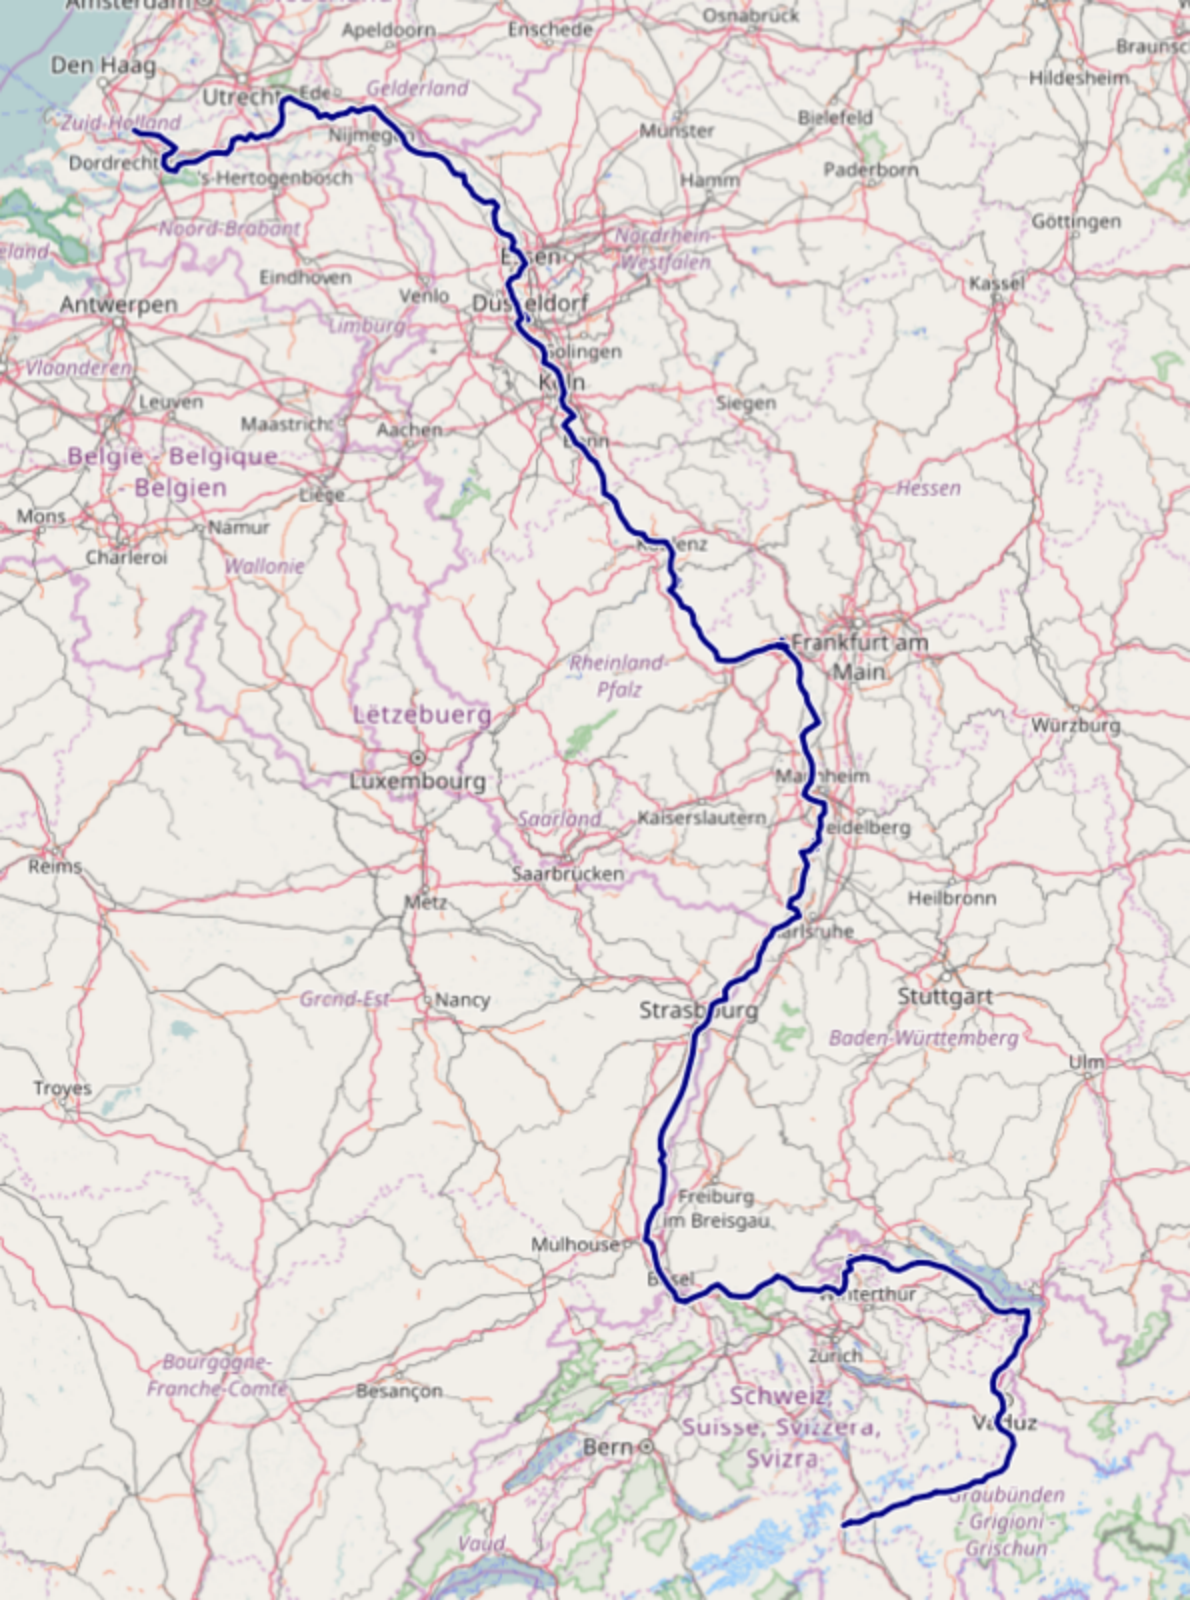 Amsterdam
Osnabrück
Apeldoorn
Enschede
Braunsc
Den Haag
Hildesheim
Utrecht
Ede
Gelderland
Zuid-Holland
Bielefeld
Nijmegen
Münster
Dordrecht
's-Hertogenbosch
Hamm
Paderborn
Noord-Brabant
Göttingen
Nordrhein-
Westfalen
eland
Essen
Eindhoven
Kassel
Venlo
Antwerpen
Düsseldorf
Limburg
Solingen
Vlaanderen
Köln
Leuven
Siegen
Maastricht
Aachen
Bonn
België - Belgique
- Belgien
Hessen
Liège
Mons
Namur
Koblenz
Charleroi
Wallonie
Frankfurt am
Main
Rheinland-
Pfalz
Lëtzebuerg
Würzburg
Luxembourg
Mannheim
Saarland
Kaiserslautern
Heidelberg
Reims
Saarbrücken
Heilbronn
Metz
Karlsruhe
Grand-Est
Nancy
Stuttgart
Strasbourg
Baden-Württemberg
Ulm
Troyes
Freiburg
im Breisgau
Mulhouse
Basel
Winterthur
Zürich
Bourgogne-
Franche-Comté
Besançon
Schweiz,
Suisse, Svizzera,
Svizra
Vaduz
Bern
Graubünden
- Grigioni -
Grischun
Vaud